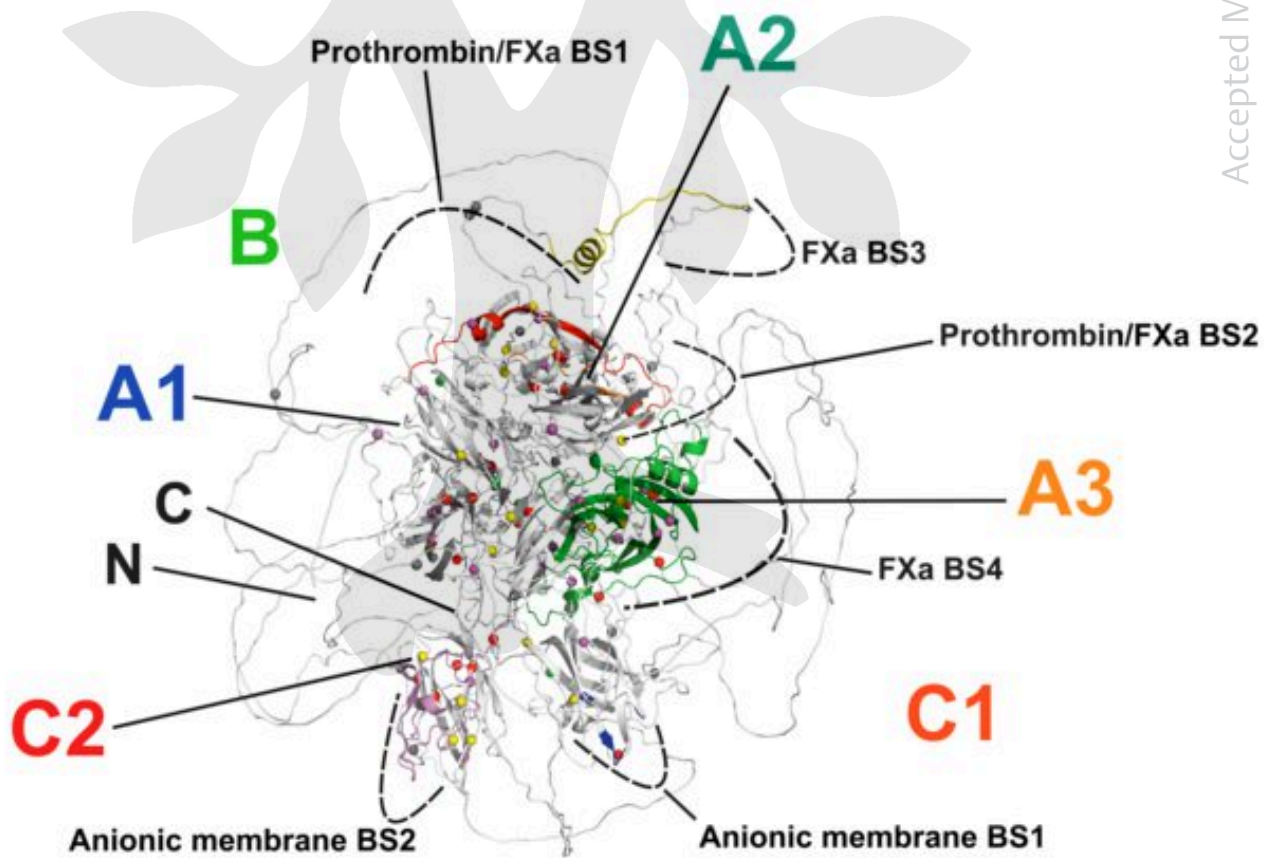 Accepted M
Prothrombin/FXa BS1
A2
B
FXa BS3
Prothrombin/FXa BS2
A1
A3
C
N
FXa BS4
C2
C1
Anionic membrane BS2
Anionic membrane BS1